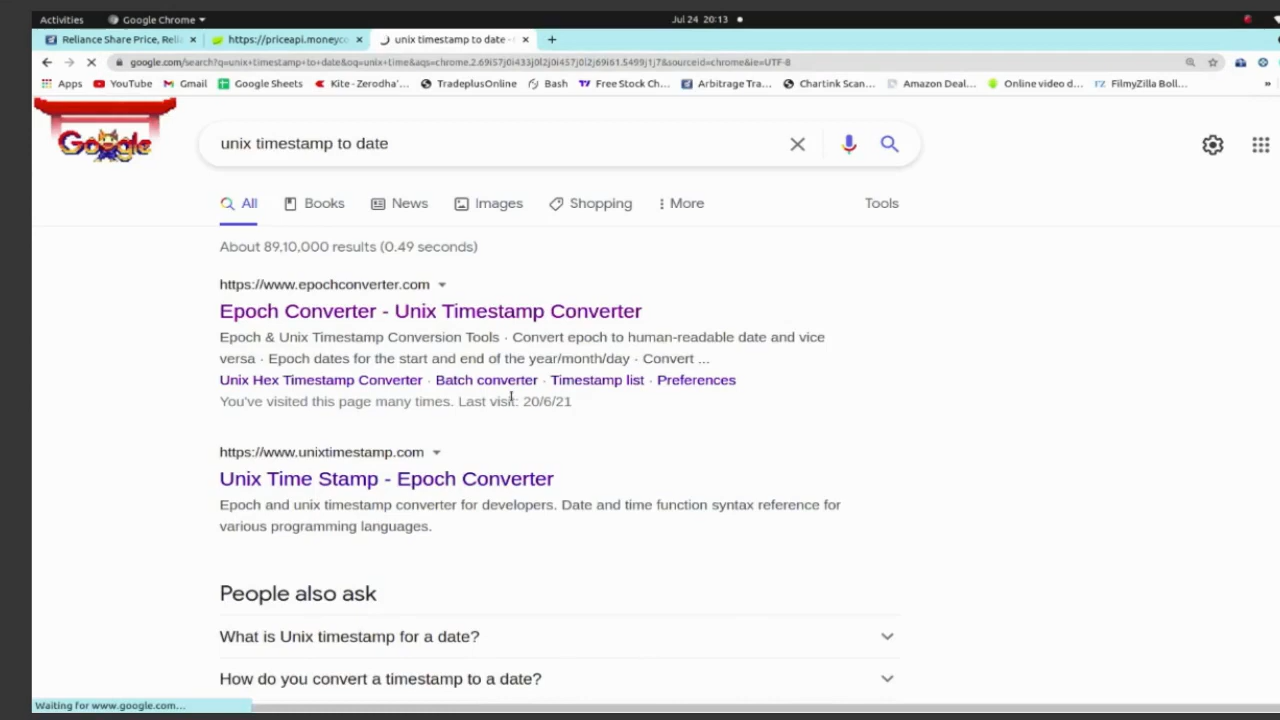 Activities Google Chrome Jul 24 20:13
Reliance Share Price, Reli https://priceapi.moneyco unix timestamp to date -
google.com/search?q=unix+timestamp+to+date&oq=unix+time&aqs=chrome.2.69i57j0i433j0l2j0i457j0l2j69i61.5499j1j7&sourceid=chrome&ie=UTF-8
Apps YouTube Gmail Google Sheets Kite - Zerodha'... TradeplusOnline Bash Free Stock Ch... Arbitrage Tra... Chartink Scan... Amazon Deal... Online video d... FilmyZilla Boll... »
Google
unix timestamp to date
All Books News Images Shopping More Tools
About 89,10,000 results (0.49 seconds)
https://www.epochconverter.com
Epoch Converter - Unix Timestamp Converter
Epoch & Unix Timestamp Conversion Tools · Convert epoch to human-readable date and vice
versa · Epoch dates for the start and end of the year/month/day · Convert ...
Unix Hex Timestamp Converter · Batch converter · Timestamp list · Preferences
You've visited this page many times. Last visit: 20/6/21
https://www.unixtimestamp.com
Unix Time Stamp - Epoch Converter
Epoch and unix timestamp converter for developers. Date and time function syntax reference for
various programming languages.
People also ask
What is Unix timestamp for a date?
How do you convert a timestamp to a date?
Waiting for www.google.com...